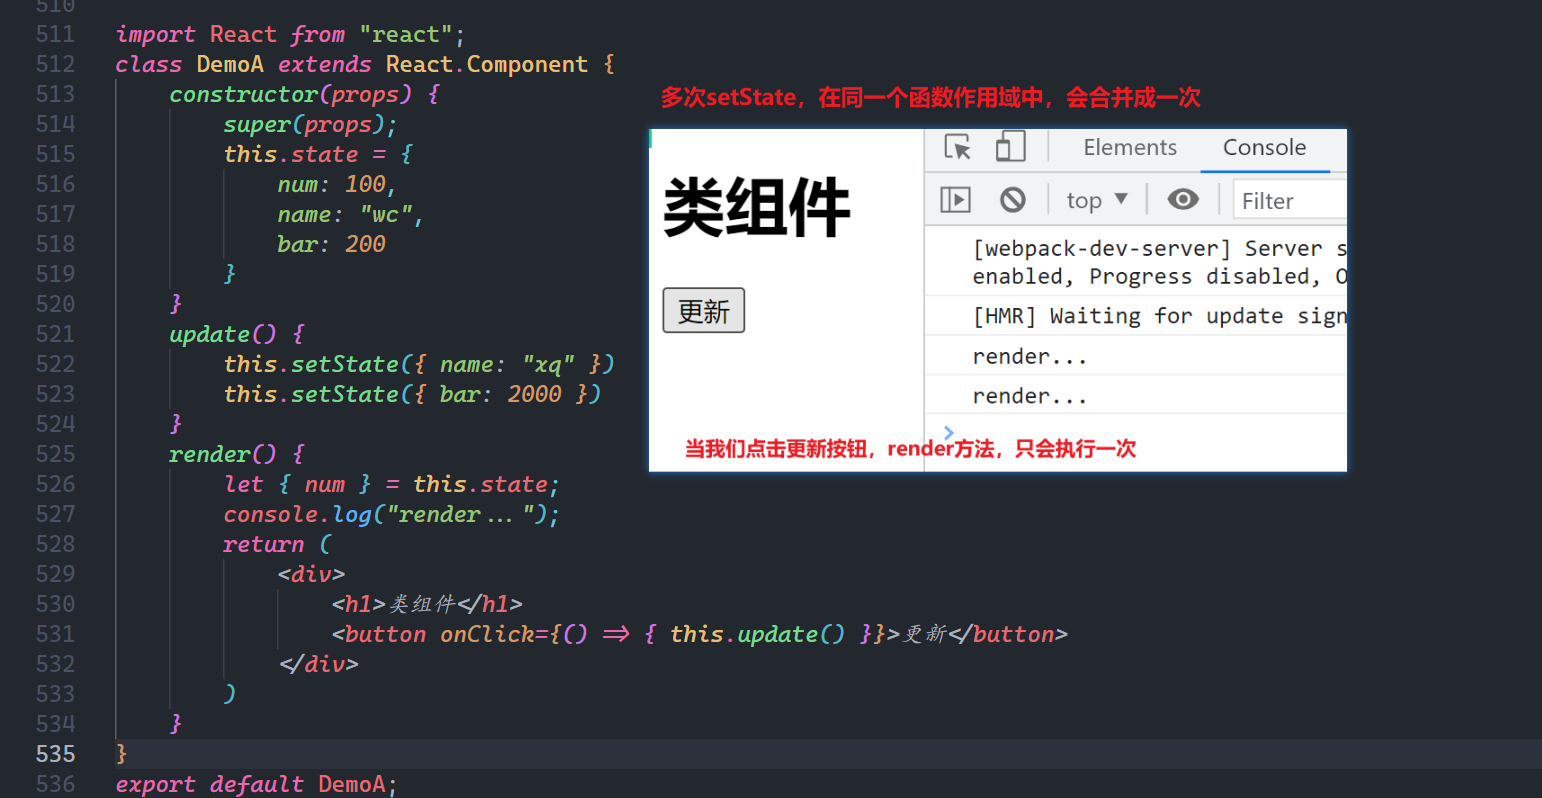 510
511 import React from "react";
512 class DemoA extends React.Component {
513 constructor(props) {
514 super(props);
515 this.state = {
516 num: 100,
517 name: "wc",
518 bar: 200
519 }
520 }
521 update() {
522 this.setState({ name: "xq" })
523 this.setState({ bar: 2000 })
524 }
525 render() {
526 let { num } = this.state;
527 console.log("render...");
528 return (
529 <div>
530 <h1>类组件</h1>
531 <button onClick={() => { this.update() }}>更新</button>
532 </div>
533 )
534 }
535 }
536 export default DemoA;
多次setState，在同一个函数作用域中，会合并成一次
类组件
更新
Elements Console
top ▼ Filter
[webpack-dev-server] Server s
enabled, Progress disabled, O
[HMR] Waiting for update sign
render...
render...
>
当我们点击更新按钮，render方法，只会执行一次